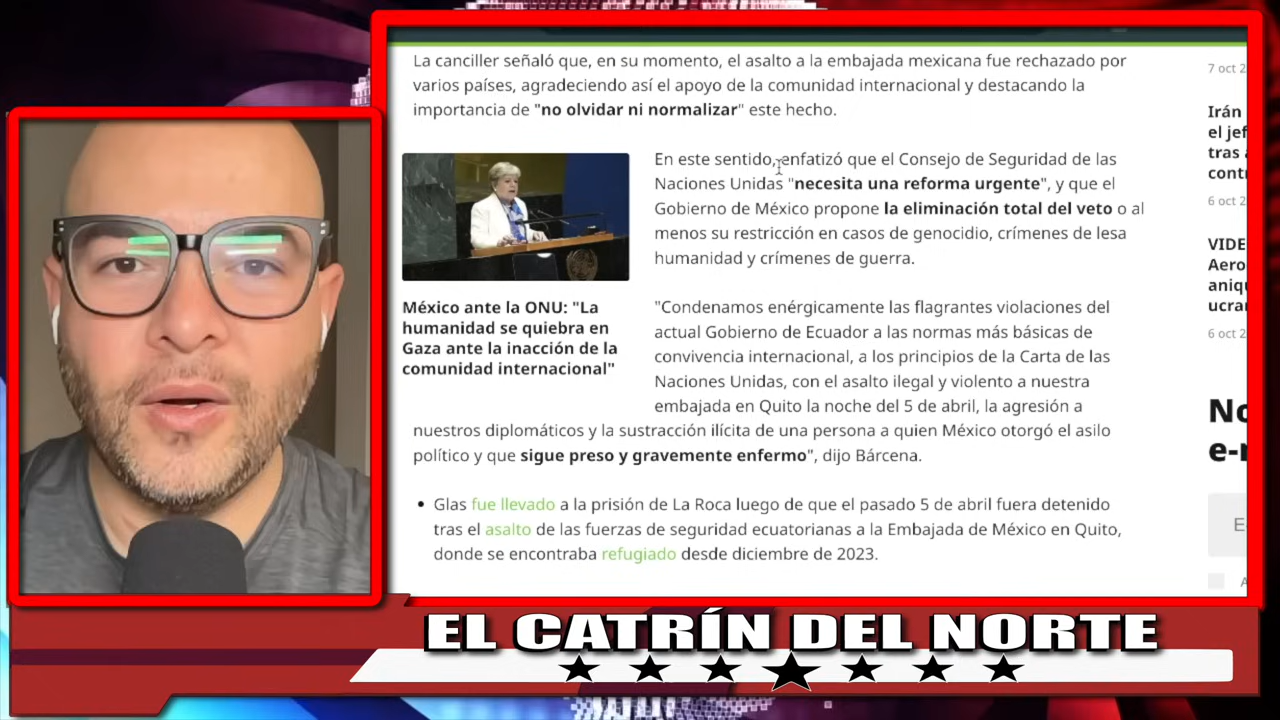 La canciller señaló que, en su momento, el asalto a la embajada mexicana fue rechazado por
varios países, agradeciendo así el apoyo de la comunidad internacional y destacando la
importancia de "no olvidar ni normalizar" este hecho.
En este sentido, enfatizó que el Consejo de Seguridad de las
Naciones Unidas "necesita una reforma urgente", y que el
Gobierno de México propone la eliminación total del veto o al
menos su restricción en casos de genocidio, crímenes de lesa
humanidad y crímenes de guerra.
México ante la ONU: "La
humanidad se quiebra en
Gaza ante la inacción de la
comunidad internacional"
"Condenamos enérgicamente las flagrantes violaciones del
actual Gobierno de Ecuador a las normas más básicas de
convivencia internacional, a los principios de la Carta de las
Naciones Unidas, con el asalto ilegal y violento a nuestra
embajada en Quito la noche del 5 de abril, la agresión a
nuestros diplomáticos y la sustracción ilícita de una persona a quien México otorgó el asilo
político y que sigue preso y gravemente enfermo", dijo Bárcena.
• Glas fue llevado a la prisión de La Roca luego de que el pasado 5 de abril fuera detenido
tras el asalto de las fuerzas de seguridad ecuatorianas a la Embajada de México en Quito,
donde se encontraba refugiado desde diciembre de 2023.
7 oct 2
Irán
el jef
tras a
cont
6 oct 2
VIDE
Aero
aniq
ucra
6 oct 2
No
e-
E
A
EL CATRÍN DEL NORTE